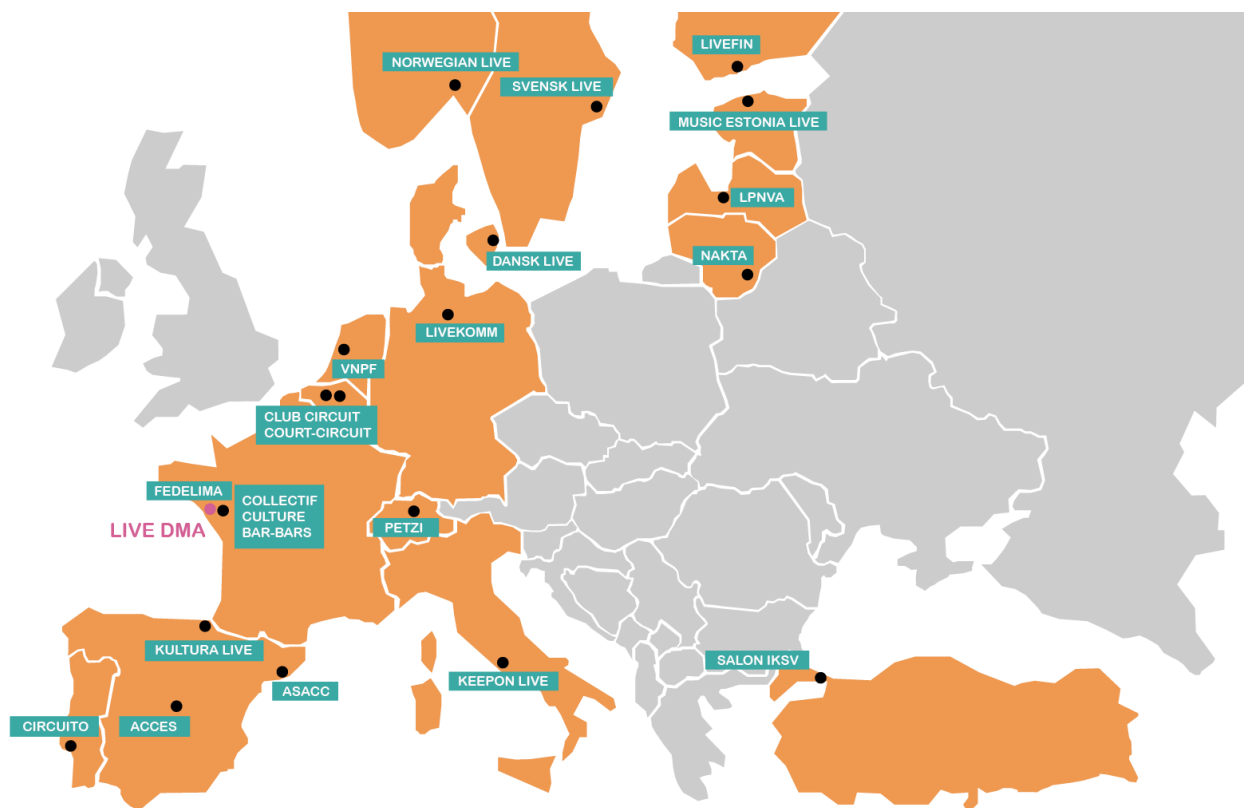 LIVEFIN
NORWEGIAN LIVE
SVENSK LIVE
MUSIC ESTONIA LIVE
LPNVA
DANSK LIVE
NAKTA
LIVEKOMM
VNPF
CLUB CIRCUIT
COURT-CIRCUIT
FEDELIMA
COLLECTIF
CULTURE
BAR-BARS
LIVE DMA
PETZI
KULTURA LIVE
SALON IKSV
KEEPON LIVE
ASACC
CIRCUITO
ACCES